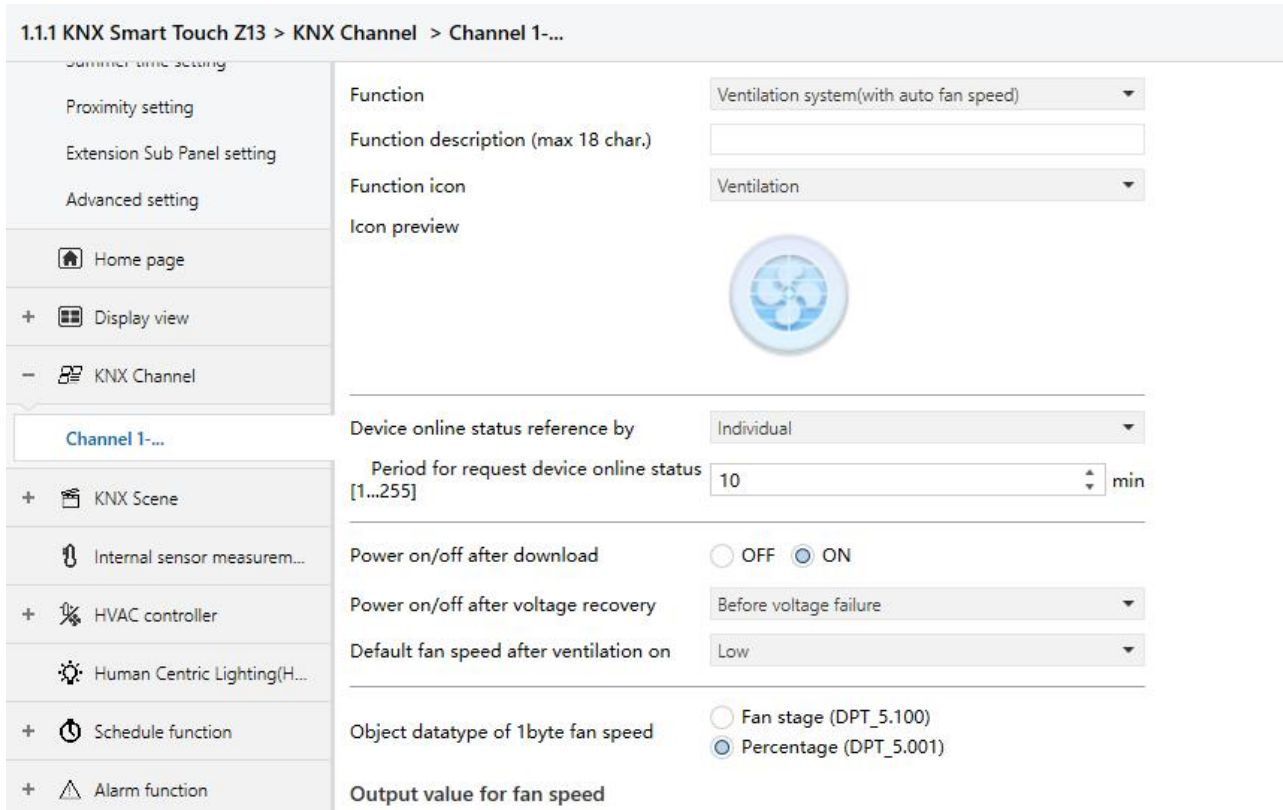 1.1.1 KNX Smart Touch Z13 > KNX Channel > Channel 1-...
Summer time setting
Proximity setting
Extension Sub Panel setting
Advanced setting
Home page
+ Display view
− KNX Channel
Channel 1-...
+ KNX Scene
Internal sensor measurem...
+ HVAC controller
Human Centric Lighting(H...
+ Schedule function
+ Alarm function
Function Ventilation system(with auto fan speed)
Function description (max 18 char.)
Function icon Ventilation
Icon preview
Device online status reference by Individual
Period for request device online status
[1...255] 10 min
Power on/off after download OFF ON
Power on/off after voltage recovery Before voltage failure
Default fan speed after ventilation on Low
Object datatype of 1byte fan speed Fan stage (DPT_5.100)
Percentage (DPT_5.001)
Output value for fan speed